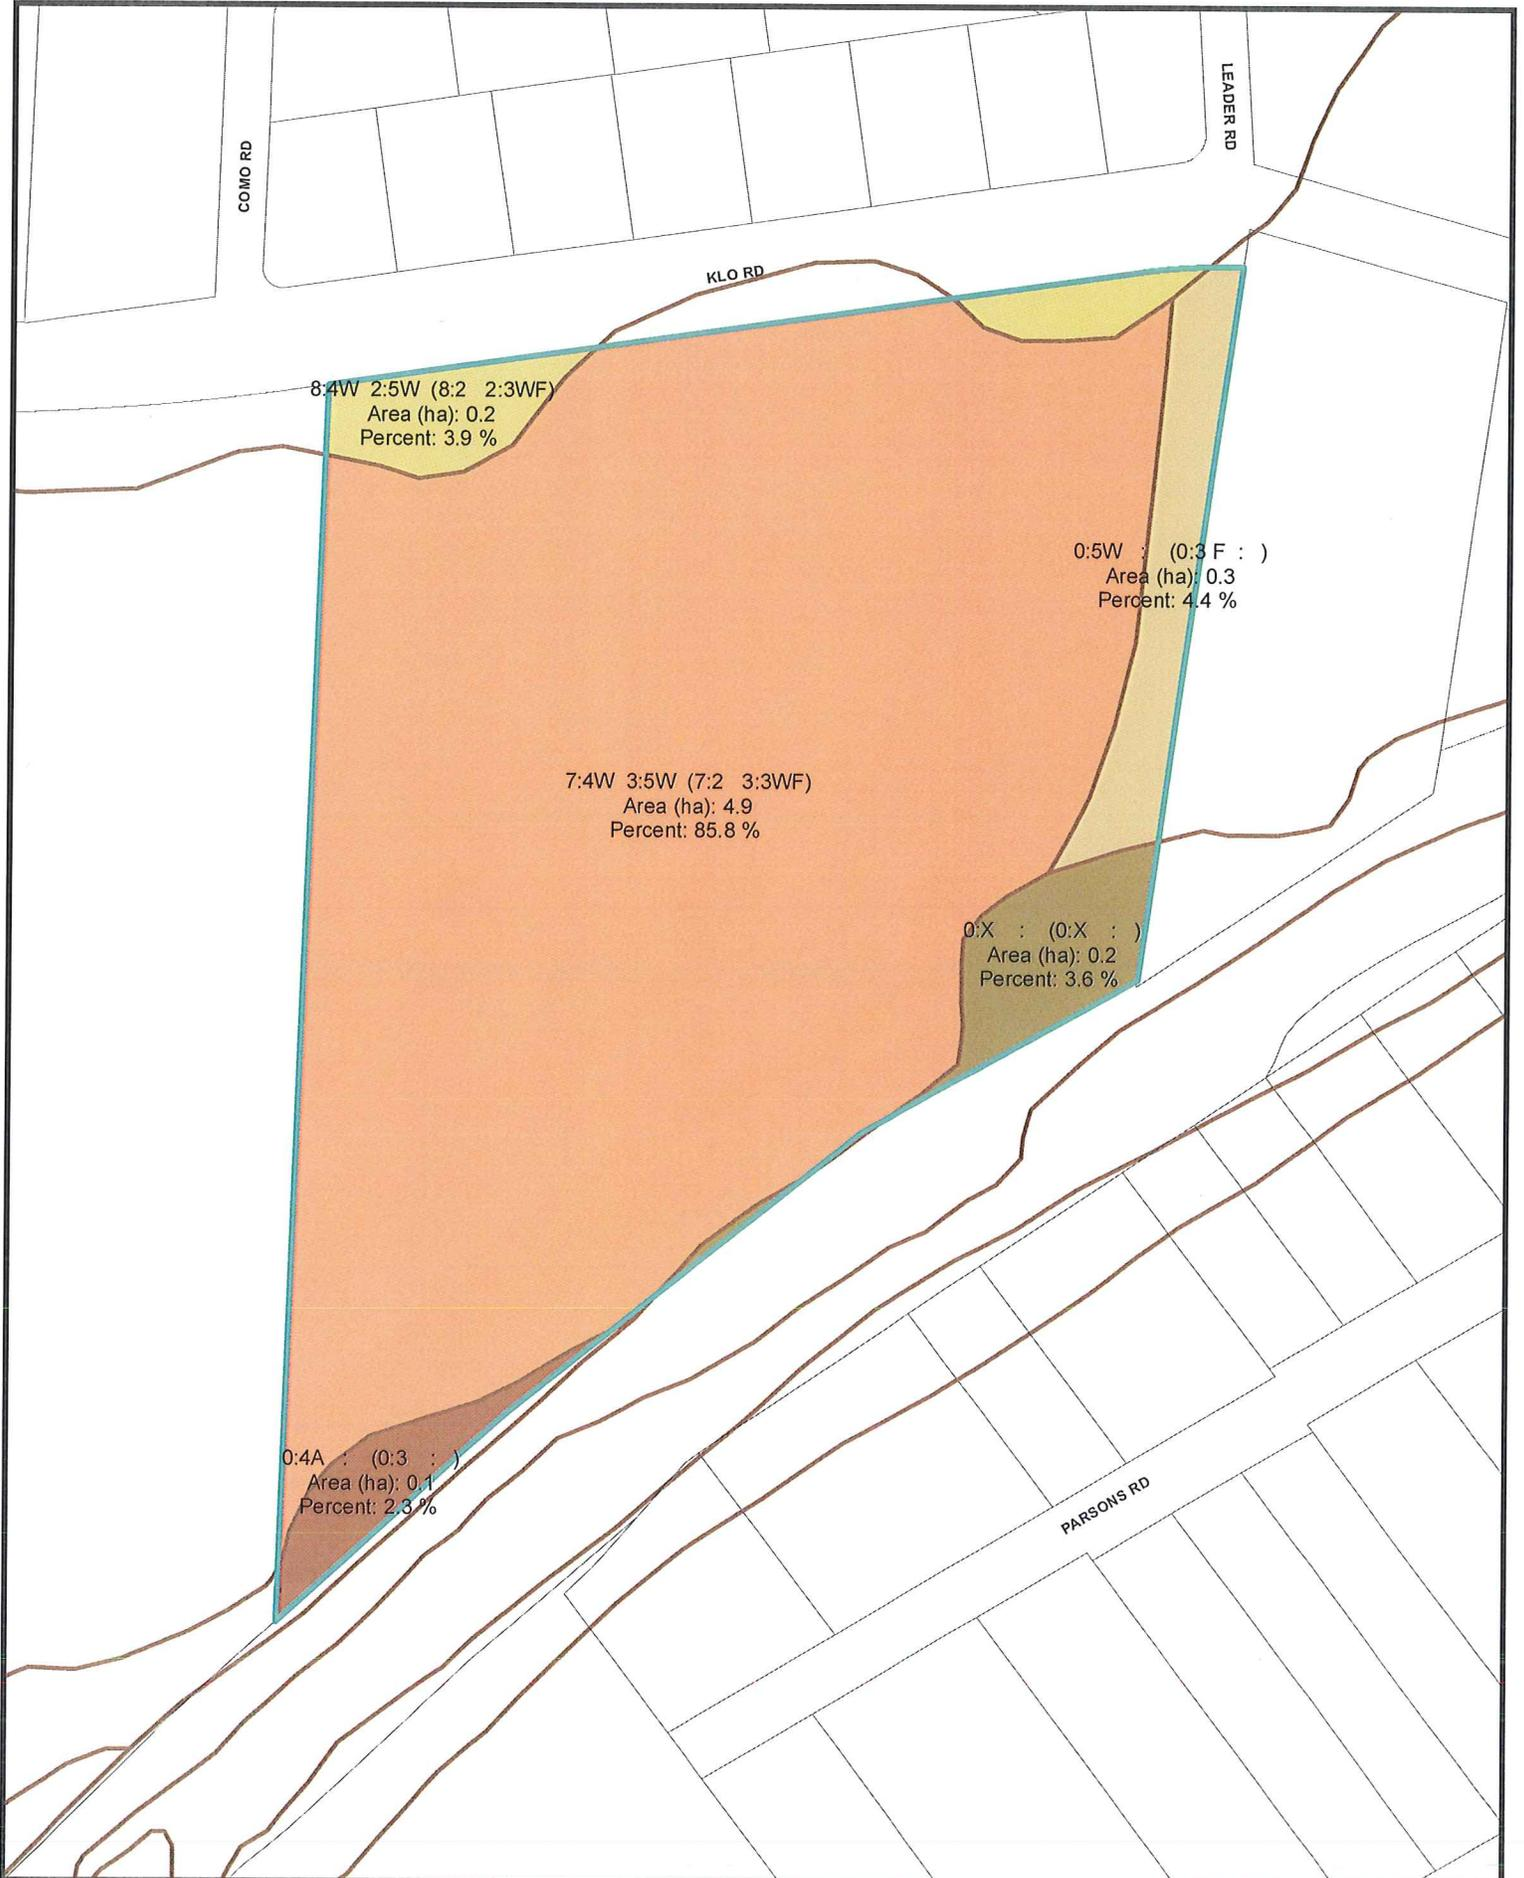 LEADER RD
COMO RD
KLO RD
8:4W 2:5W (8:2 2:3WF)
Area (ha): 0.2
Percent: 3.9 %
0:5W : (0:3 F : )
Area (ha): 0.3
Percent: 4.4 %
7:4W 3:5W (7:2 3:3WF)
Area (ha): 4.9
Percent: 85.8 %
0:X : (0:X : )
Area (ha): 0.2
Percent: 3.6 %
0:4A : (0:3 : )
Area (ha): 0.1
Percent: 2.3 %
PARSONS RD